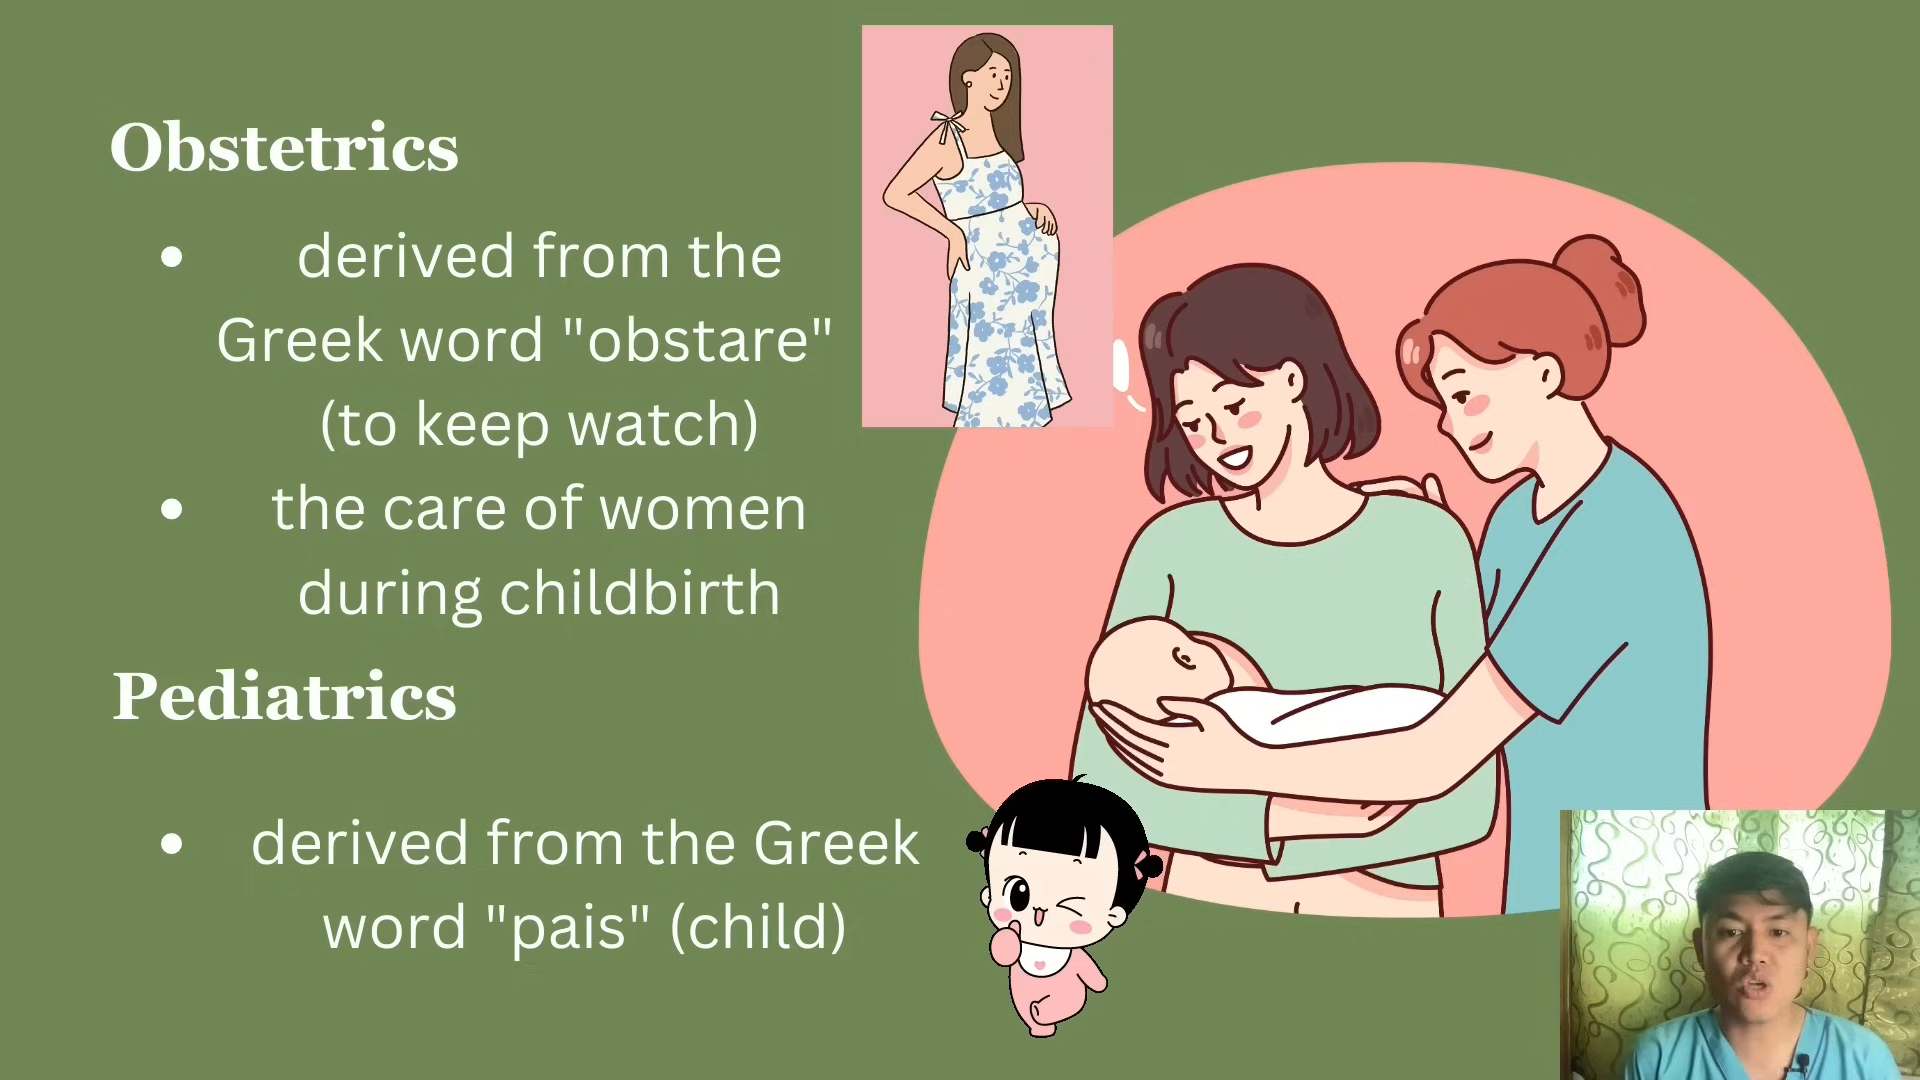 Obstetrics
• derived from the
Greek word "obstare"
(to keep watch)
• the care of women
during childbirth
Pediatrics
• derived from the Greek
word "pais" (child)